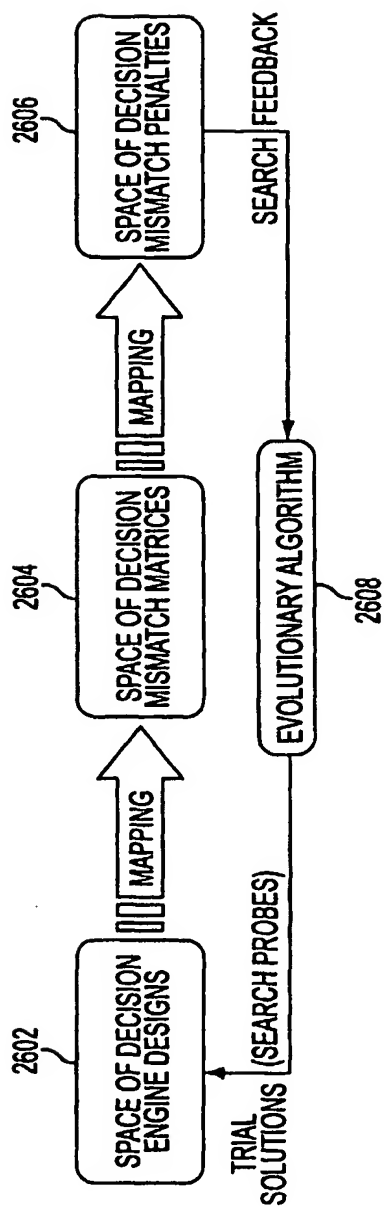 2602
SPACE OF DECISION
ENGINE DESIGNS
MAPPING
2604
SPACE OF DECISION
MISMATCH MATRICES
MAPPING
2606
SPACE OF DECISION
MISMATCH PENALTIES
SEARCH FEEDBACK
EVOLUTIONARY ALGORITHM
2608
TRIAL
SOLUTIONS (SEARCH PROBES)